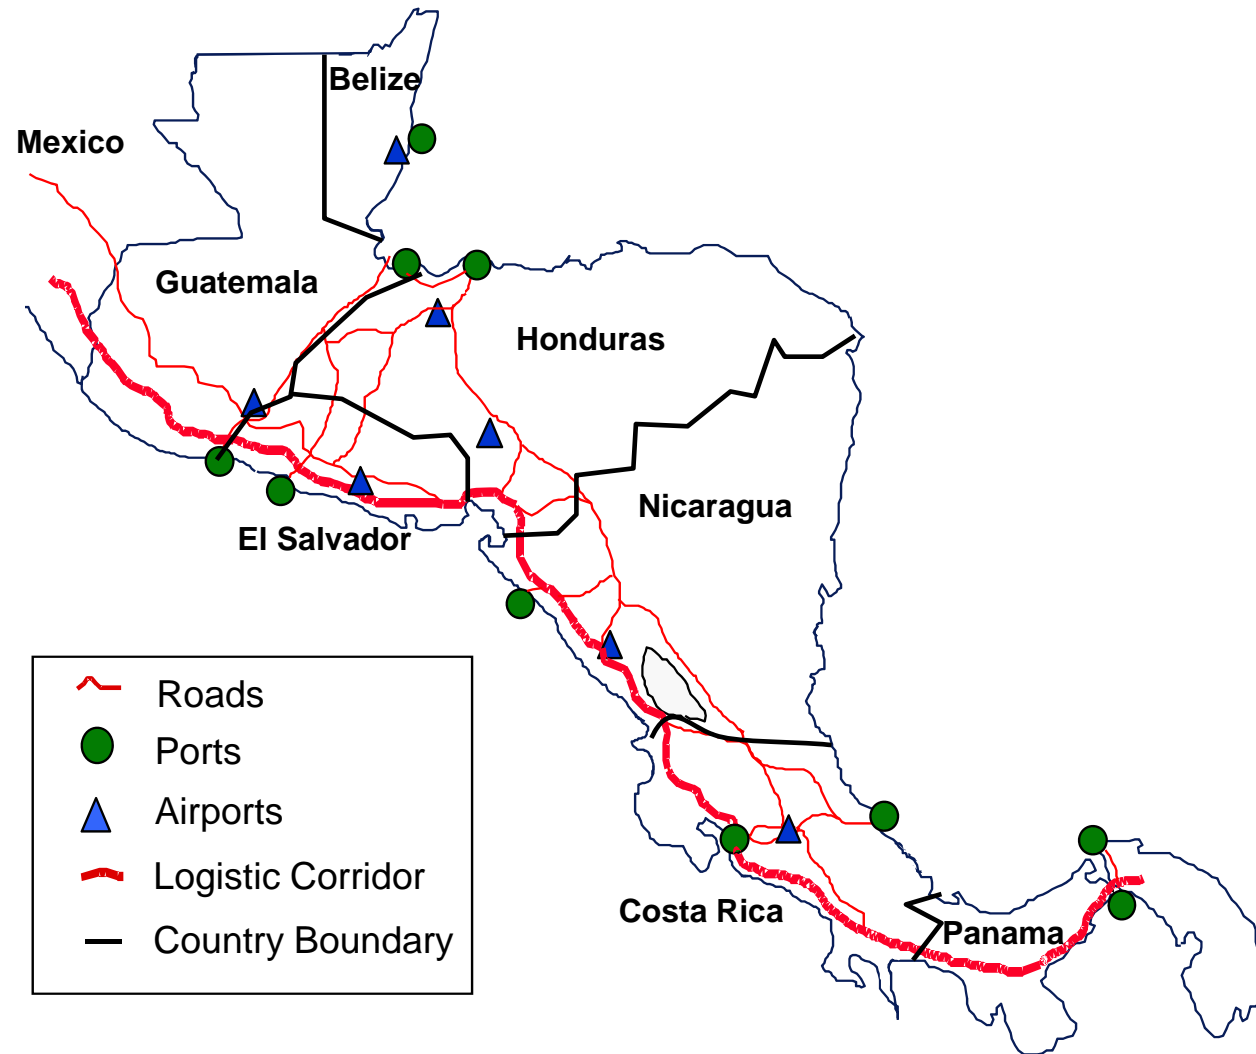 Belize
Mexico
Guatemala
Honduras
Nicaragua
El Salvador
Roads
Ports
Airports
Logistic Corridor
Country Boundary
Costa Rica
Panama